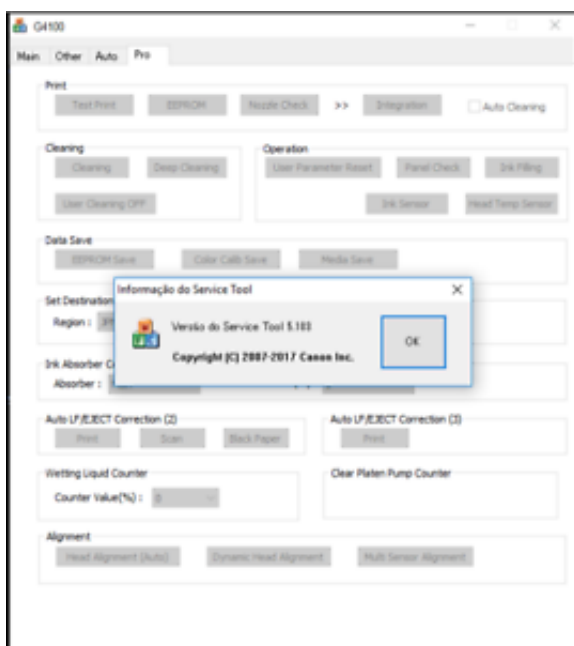 G4100
Main Other Auto Pro
Print
Test Print EEPROM Nozzle Check >> Integration Auto Cleaning
Cleaning Operation
Cleaning Deep Cleaning User Parameter Reset Panel Check Ink Filling
User Cleaning OFF Ink Sensor Head Temp Sensor
Data Save
EEPROM Save Color Calib Save Media Save
Informação do Service Tool
Set Destination
Region :
Versão do Service Tool 5.103
OK
Copyright (C) 2007-2017 Canon Inc.
Ink Absorber
Absorber :
Auto LF/EJECT Correction (2) Auto LF/EJECT Correction (3)
Print Scan Black Paper Print
Wetting Liquid Counter Clear Platen Pump Counter
Counter Value(%) : 0
Alignment
Head Alignment (Auto) Dynamic Head Alignment Multi Sensor Alignment